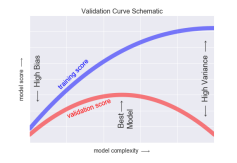 Validation Curve Schematic
model score ⟶
⟵ High Bias
training score
validation score
Best ⟶
Model
⟵ High Variance ⟶
model complexity ⟶